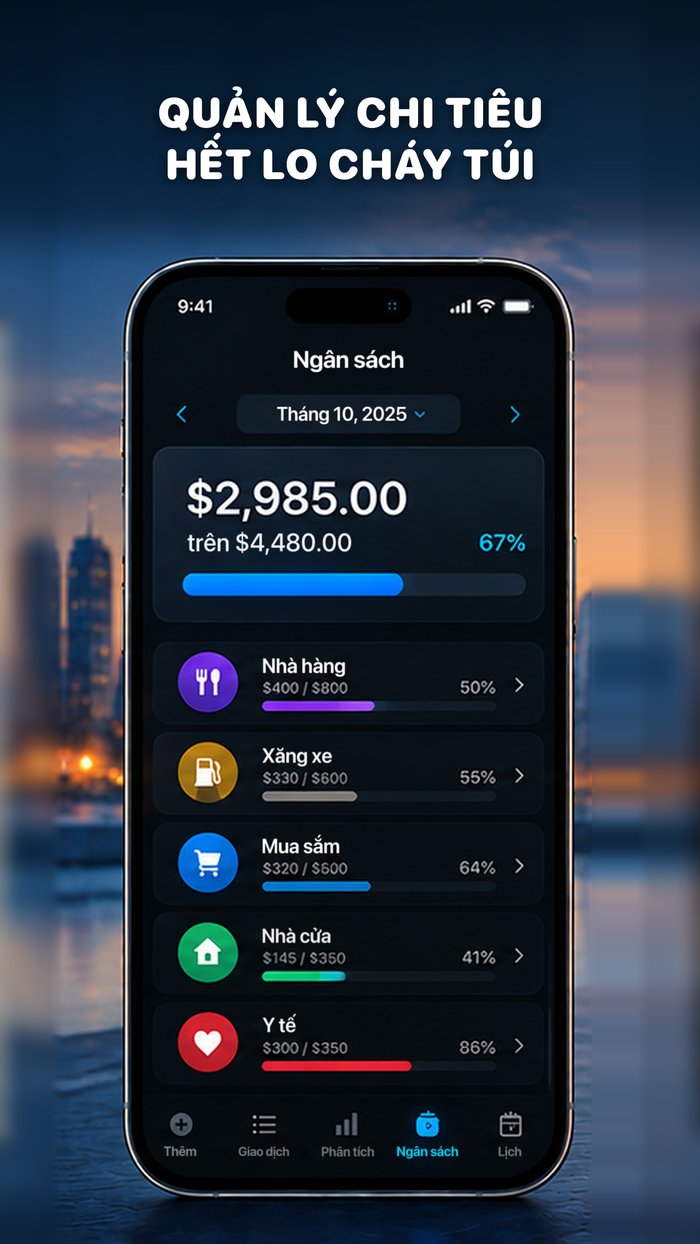 QUẢN LÝ CHI TIÊU
HẾT LO CHÁY TÚI
9:41
Ngân sách
Tháng 10, 2025
$2,985.00
trên $4,480.00
67%
Nhà hàng
$400 / $800
50%
Xăng xe
$330 / $600
55%
Mua sắm
$320 / $500
64%
Nhà cửa
$145 / $350
41%
Y tế
$300 / $350
86%
Thêm
Giao dịch
Phân tích
Ngân sách
Lịch